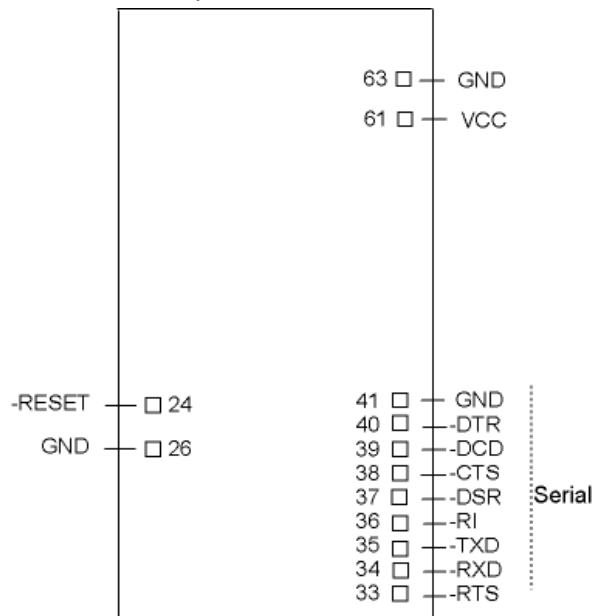 63 GND
61 VCC
-RESET 24
GND 26
41 GND
40 -DTR
39 -DCD
38 -CTS
37 -DSR
36 -RI
35 -TXD
34 -RXD
33 -RTS
Serial